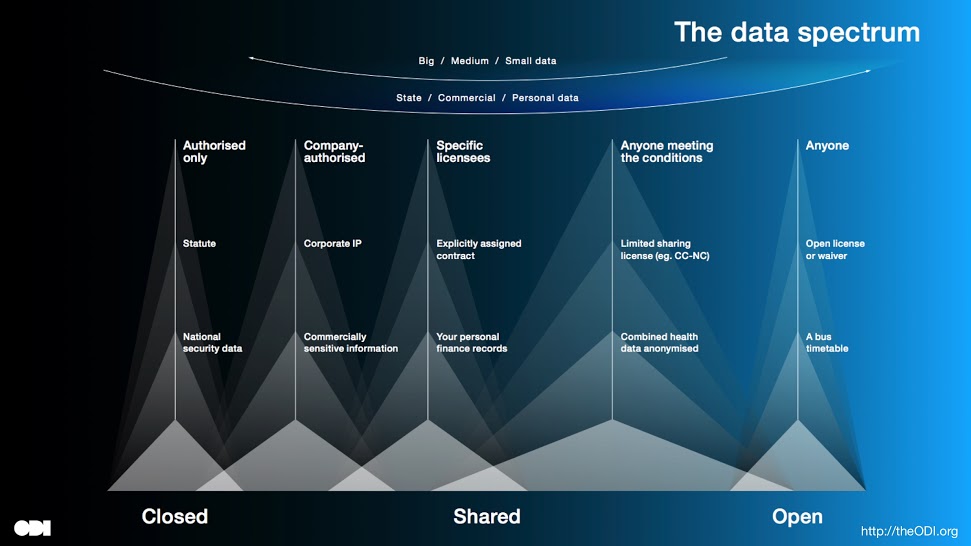 The data spectrum
Big / Medium / Small data
State / Commercial / Personal data
Authorised
only
Company-
authorised
Specific
licensees
Anyone meeting
the conditions
Anyone
Statute
Corporate IP
Explicitly assigned
contract
Limited sharing
license (eg. CC-NC)
Open license
or waiver
National
security data
Commercially
sensitive information
Your personal
finance records
Combined health
data anonymised
A bus
timetable
Closed
Shared
Open
ODI
http://theODI.org